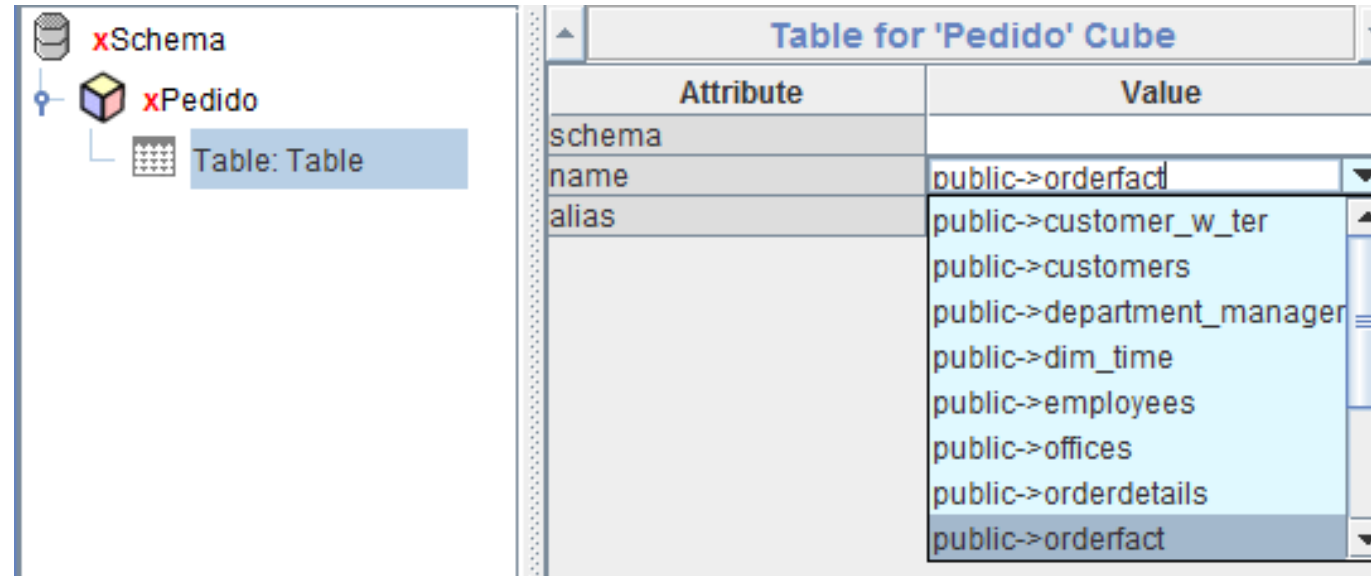 xSchema
xPedido
Table: Table
Table for 'Pedido' Cube
Attribute Value
schema
name public->orderfact
alias
public->customer_w_ter
public->customers
public->department_manager
public->dim_time
public->employees
public->offices
public->orderdetails
public->orderfact